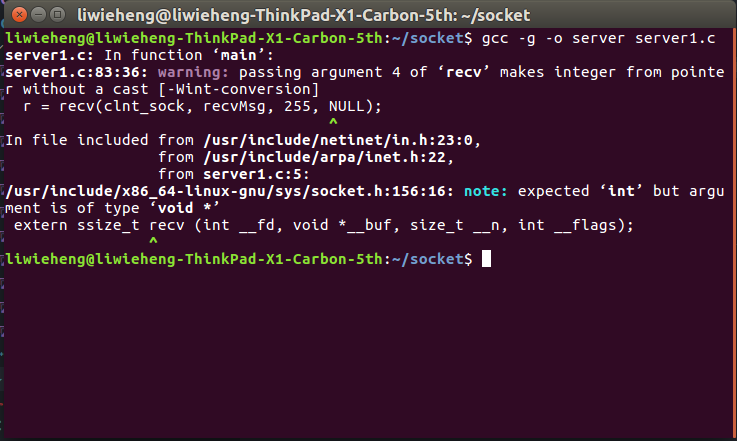 liwieheng@liwieheng-ThinkPad-X1-Carbon-5th: ~/socket
liwieheng@liwieheng-ThinkPad-X1-Carbon-5th:~/socket$ gcc -g -o server server1.c
server1.c: In function ‘main’:
server1.c:83:36: warning: passing argument 4 of ‘recv’ makes integer from pointe
r without a cast [-Wint-conversion]
  r = recv(clnt_sock, recvMsg, 255, NULL);
                                    ^
In file included from /usr/include/netinet/in.h:23:0,
                 from /usr/include/arpa/inet.h:22,
                 from server1.c:5:
/usr/include/x86_64-linux-gnu/sys/socket.h:156:16: note: expected ‘int’ but argu
ment is of type ‘void *’
 extern ssize_t recv (int __fd, void *__buf, size_t __n, int __flags);
                ^
liwieheng@liwieheng-ThinkPad-X1-Carbon-5th:~/socket$